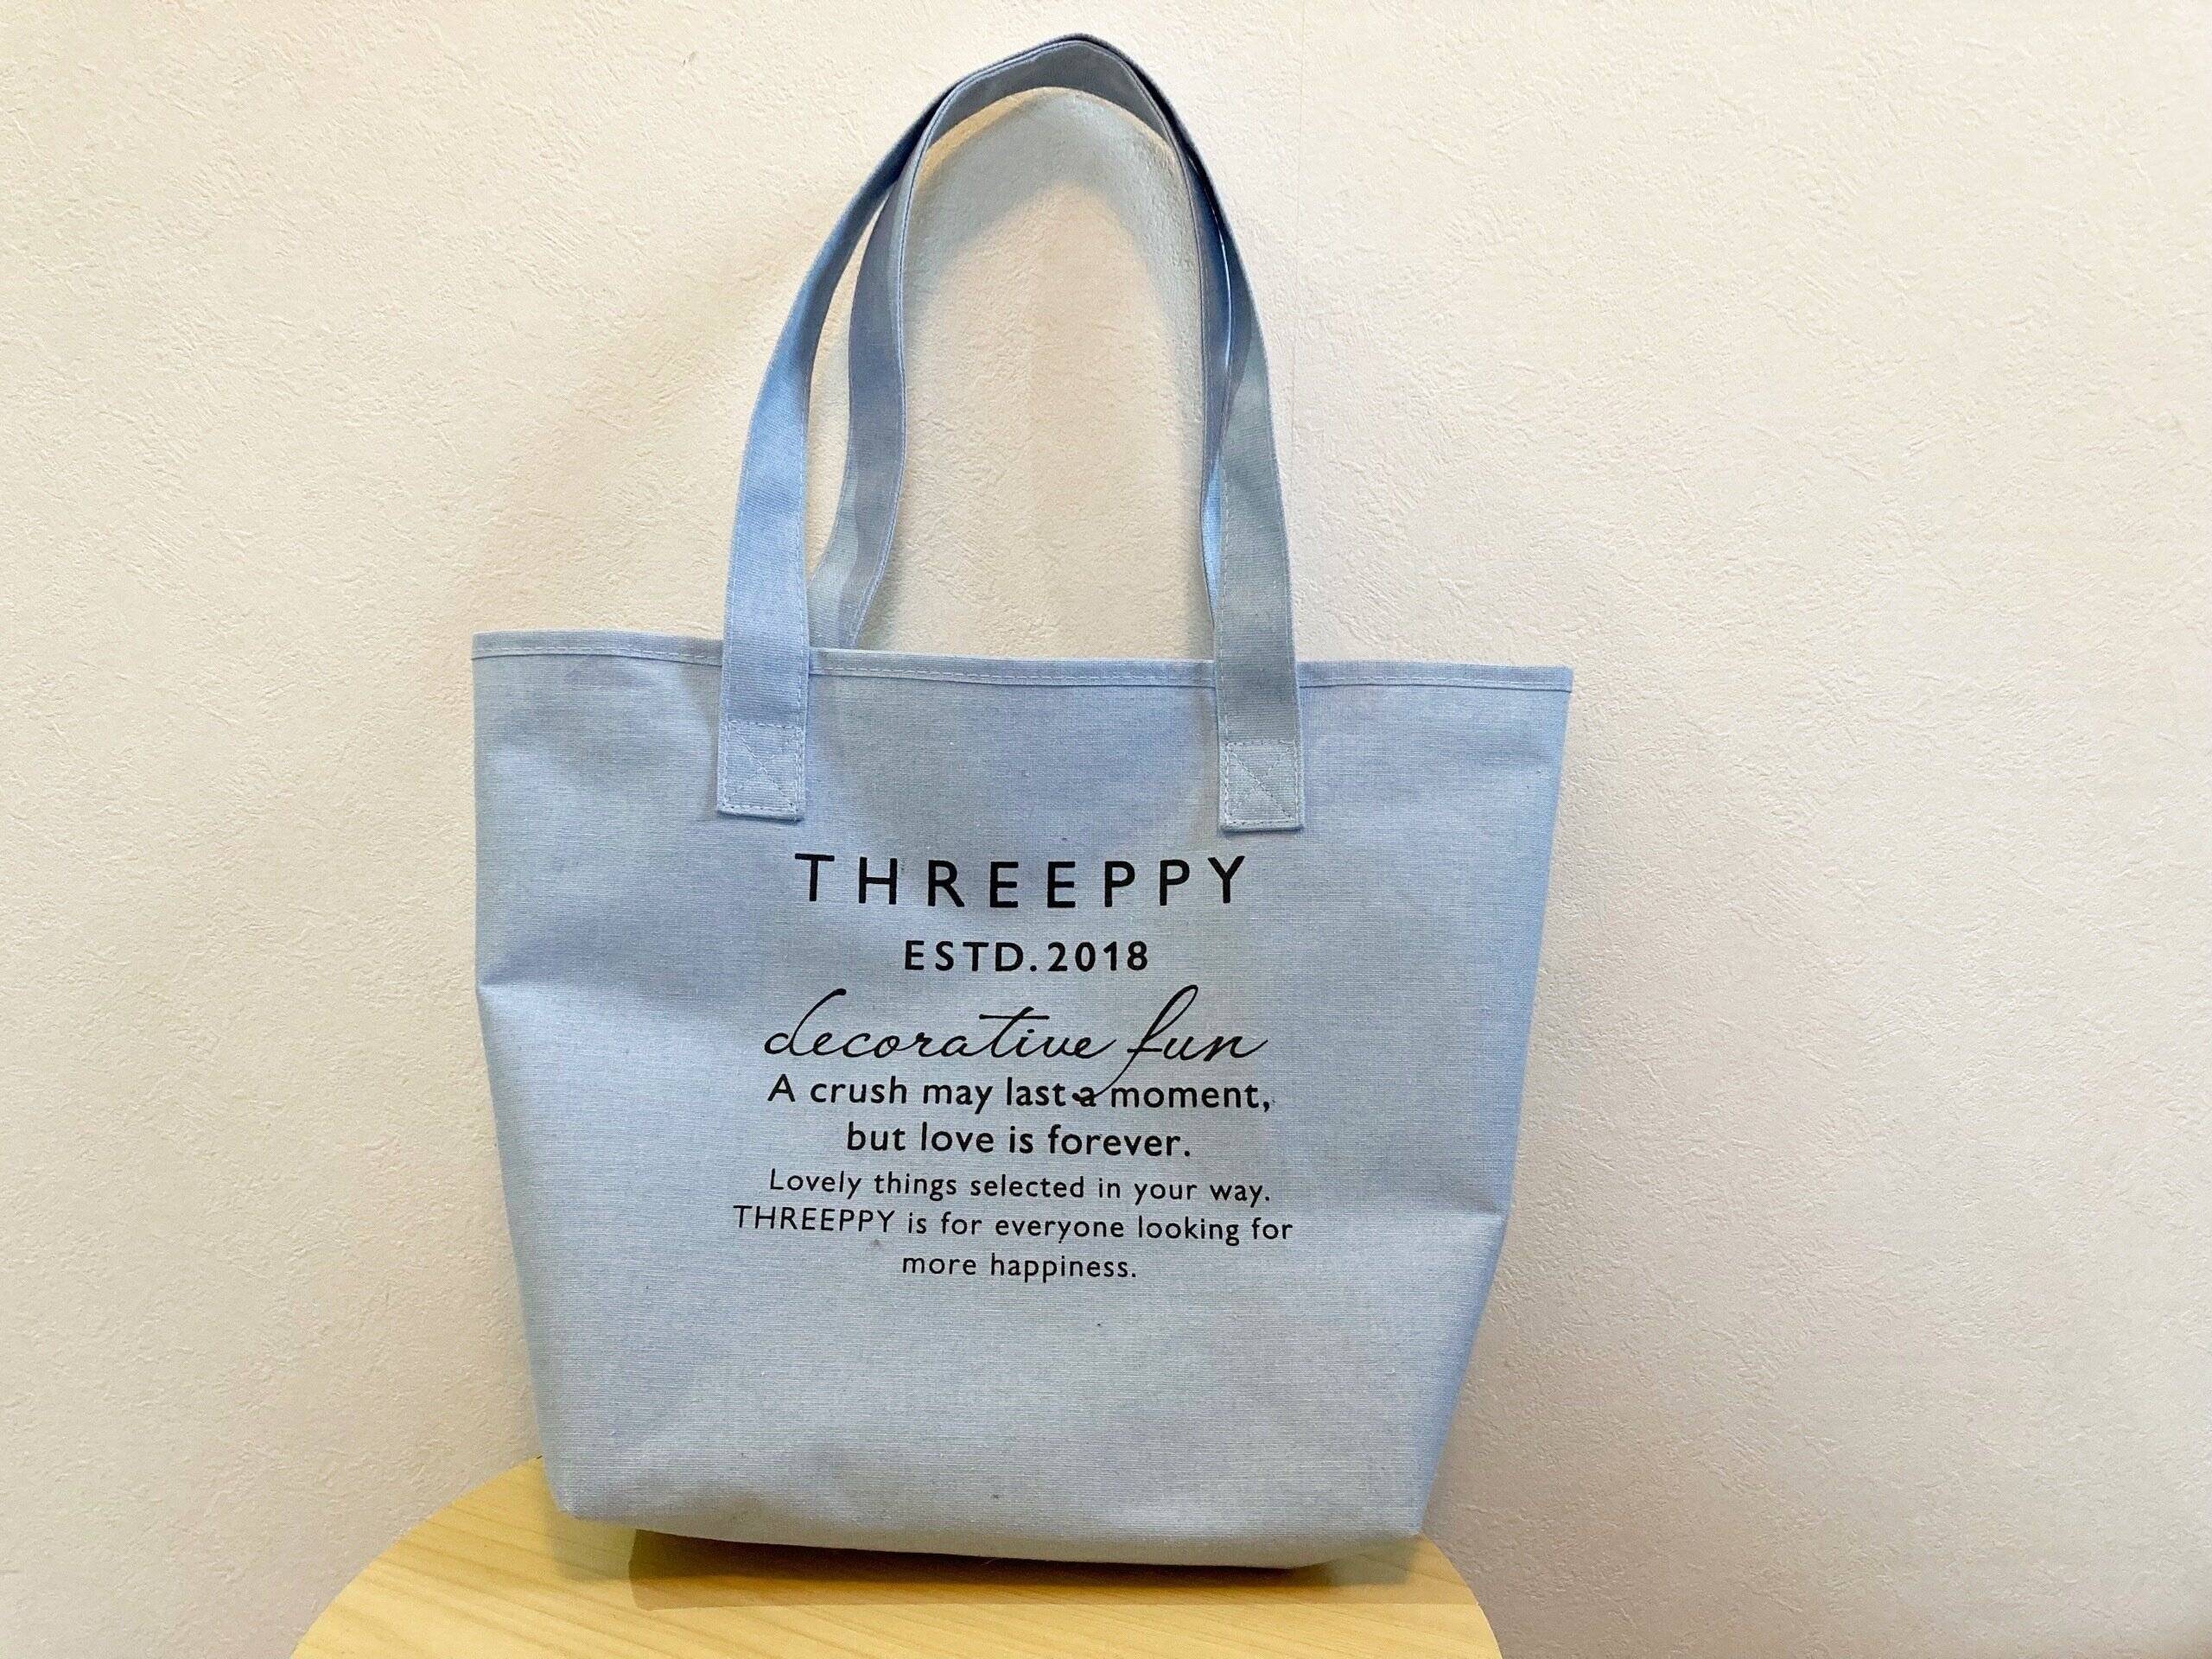 THREEPPY
ESTD.2018
decorative fun
A crush may last a moment,
but love is forever.
Lovely things selected in your way.
THREEPPY is for everyone looking for
more happiness.